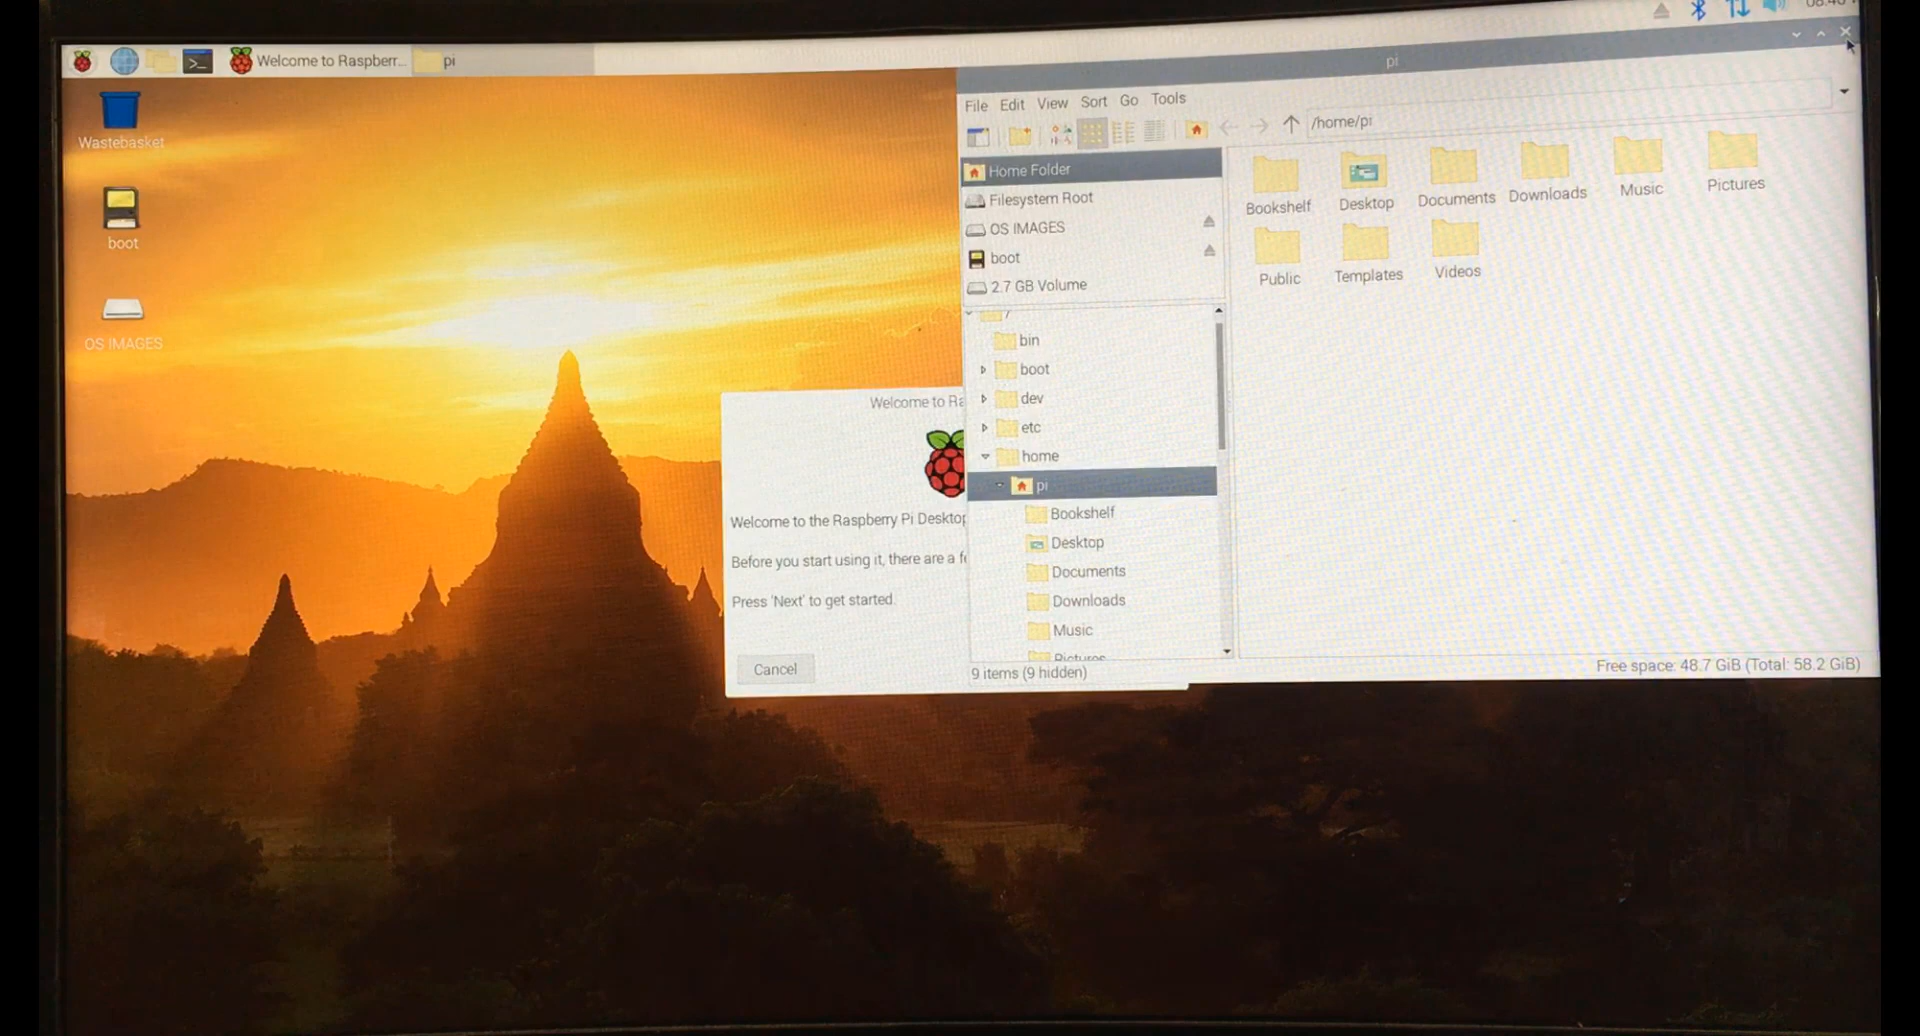 Welcome to Raspberr... pi
Wastebasket
boot
OS IMAGES
Welcome to Ra
Welcome to the Raspberry Pi Desktop
Before you start using it, there are a f
Press 'Next' to get started.
Cancel
pi
File Edit View Sort Go Tools
/home/pi
Home Folder
Filesystem Root
OS IMAGES
boot
2.7 GB Volume
/
bin
boot
dev
etc
home
pi
Bookshelf
Desktop
Documents
Downloads
Music
Pictures
Bookshelf Desktop Documents Downloads Music Pictures
Public Templates Videos
9 items (9 hidden) Free space: 48.7 GiB (Total: 58.2 GiB)